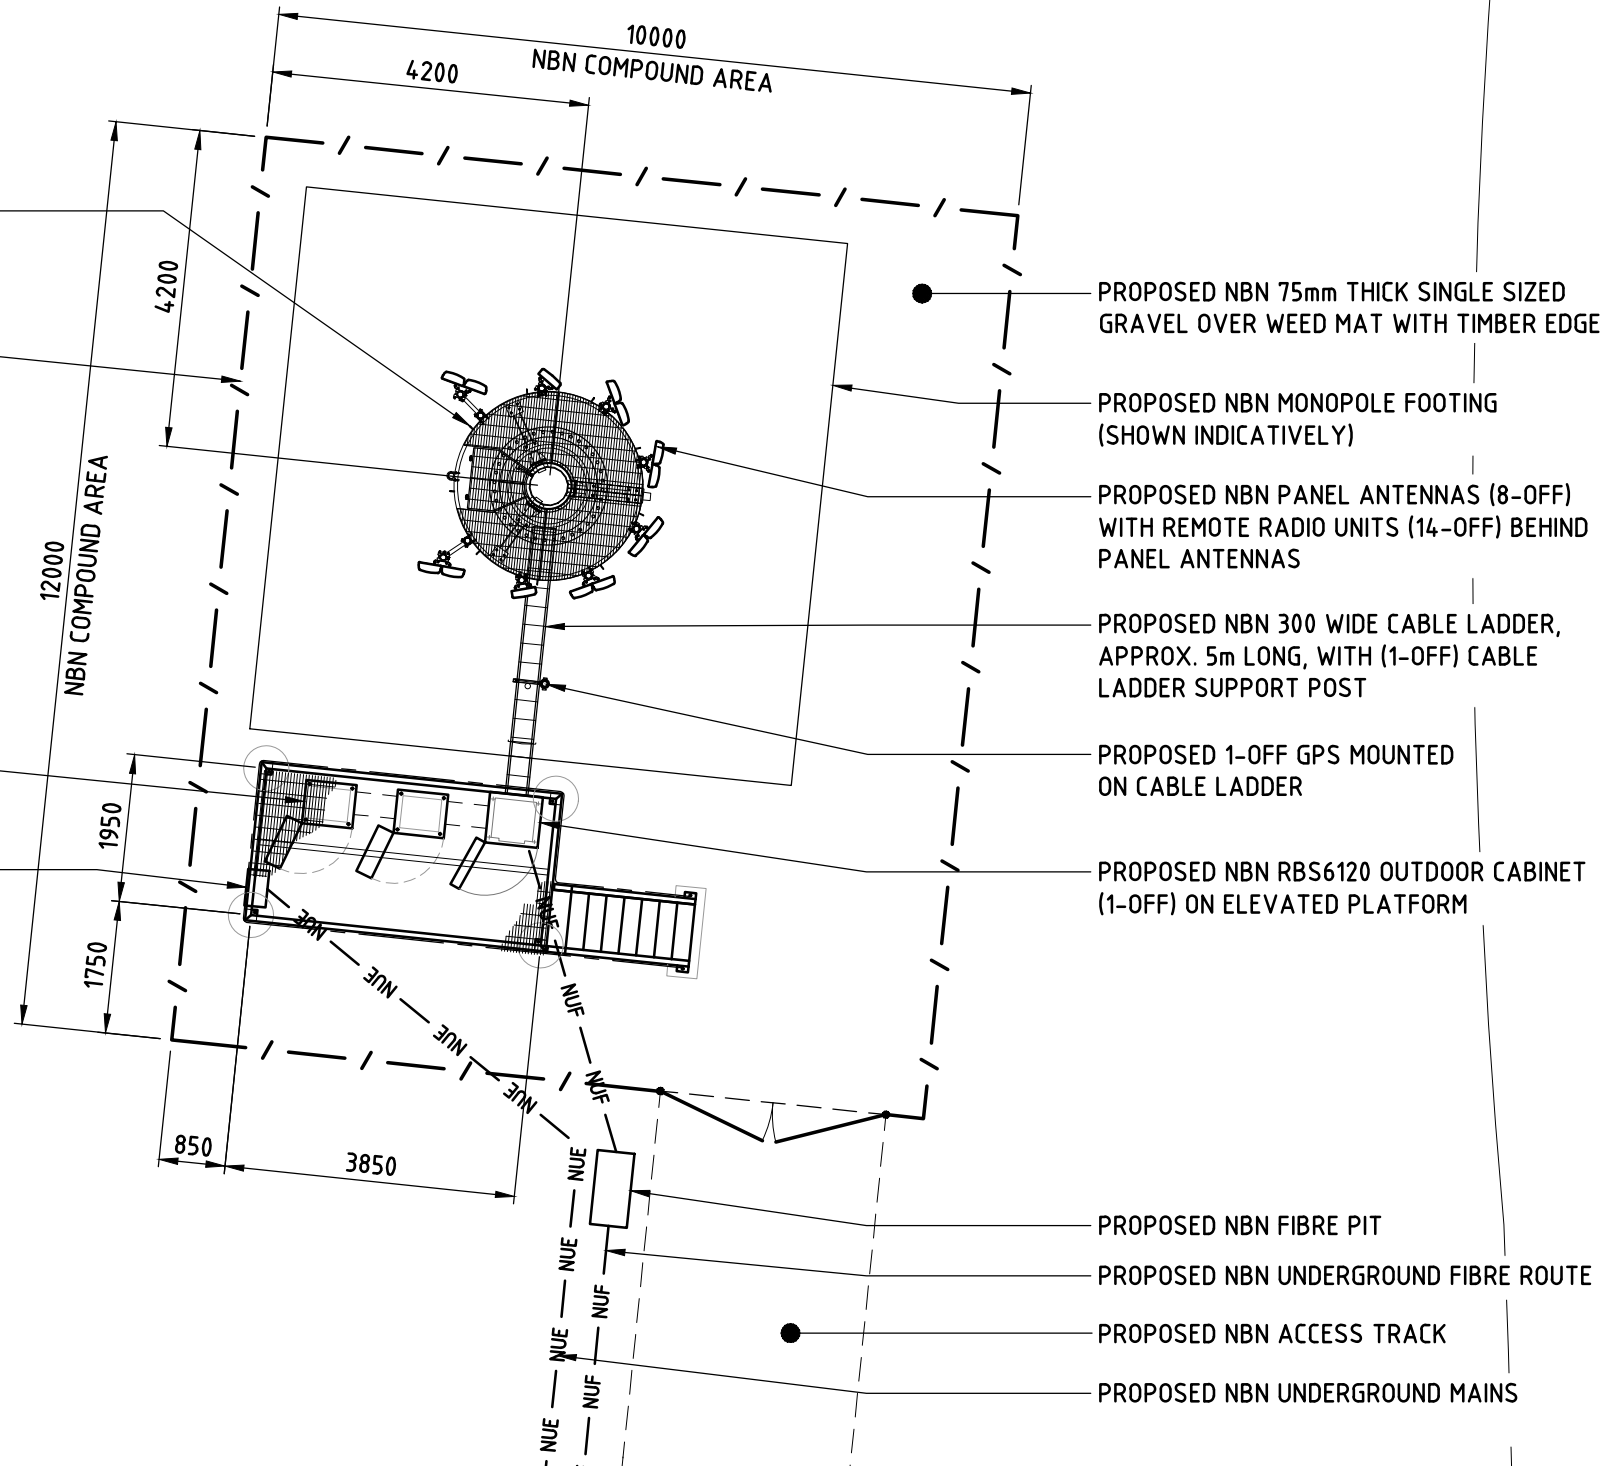 10000
NBN COMPOUND AREA
4200
4200
12000
NBN COMPOUND AREA
PROPOSED NBN 75mm THICK SINGLE SIZED
GRAVEL OVER WEED MAT WITH TIMBER EDGE
PROPOSED NBN MONOPOLE FOOTING
(SHOWN INDICATIVELY)
PROPOSED NBN PANEL ANTENNAS (8-OFF)
WITH REMOTE RADIO UNITS (14-OFF) BEHIND
PANEL ANTENNAS
PROPOSED NBN 300 WIDE CABLE LADDER,
APPROX. 5m LONG, WITH (1-OFF) CABLE
LADDER SUPPORT POST
PROPOSED 1-OFF GPS MOUNTED
ON CABLE LADDER
PROPOSED NBN RBS6120 OUTDOOR CABINET
(1-OFF) ON ELEVATED PLATFORM
1950
1750
NUE
NUE
NUE
NUE
NUF
NUF
NUF
850
3850
NUE
NUE
NUE
NUE
NUF
NUF
PROPOSED NBN FIBRE PIT
PROPOSED NBN UNDERGROUND FIBRE ROUTE
PROPOSED NBN ACCESS TRACK
PROPOSED NBN UNDERGROUND MAINS